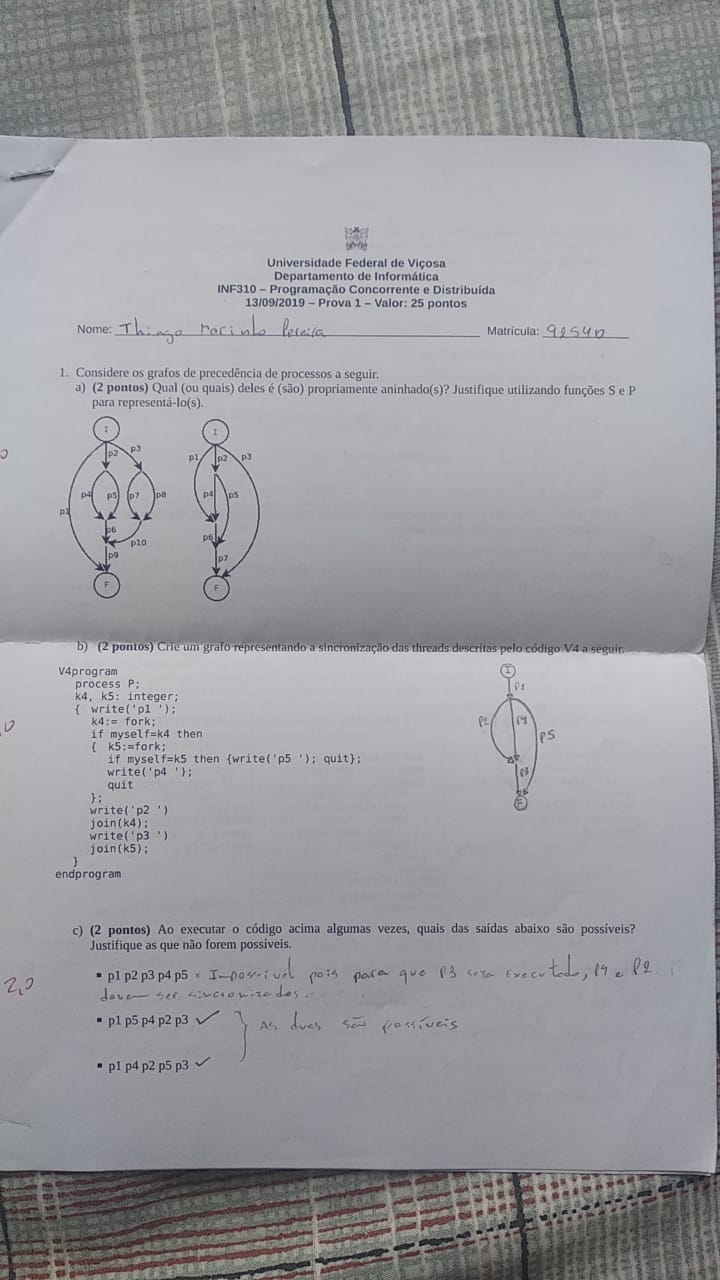 Universidade Federal de Viçosa
Departamento de Informática
INF310 – Programação Concorrente e Distribuída
13/09/2019 – Prova 1 – Valor: 25 pontos
Nome: Thiago Marinho Pereira Matrícula: 92540
1. Considere os grafos de precedência de processos a seguir.
a) (2 pontos) Qual (ou quais) deles é (são) propriamente aninhado(s)? Justifique utilizando funções S e P
para representá-lo(s).
I I
p2 p3 p1 p2 p3
p4 p5 p7 p8 p4 p5
p1
p6 p6
p10
p9 p7
F F
b) (2 pontos) Crie um grafo representando a sincronização das threads descritas pelo código V4 a seguir.
V4program
process P;
k4, k5: integer;
{ write('p1 ');
k4:= fork;
if myself=k4 then
{ k5:=fork;
if myself=k5 then {write('p5 '); quit};
write('p4 ');
quit
};
write('p2 ')
join(k4);
write('p3 ')
join(k5);
}
endprogram
I
P1
P2 P4 P5
P3
F
c) (2 pontos) Ao executar o código acima algumas vezes, quais das saídas abaixo são possíveis?
Justifique as que não forem possíveis.
2,0
▪ p1 p2 p3 p4 p5 × Impossível pois para que P3 seja executado, P4 e P2
devem ser sincronizados.
▪ p1 p5 p4 p2 p3 ✓ } As duas são possíveis
▪ p1 p4 p2 p5 p3 ✓